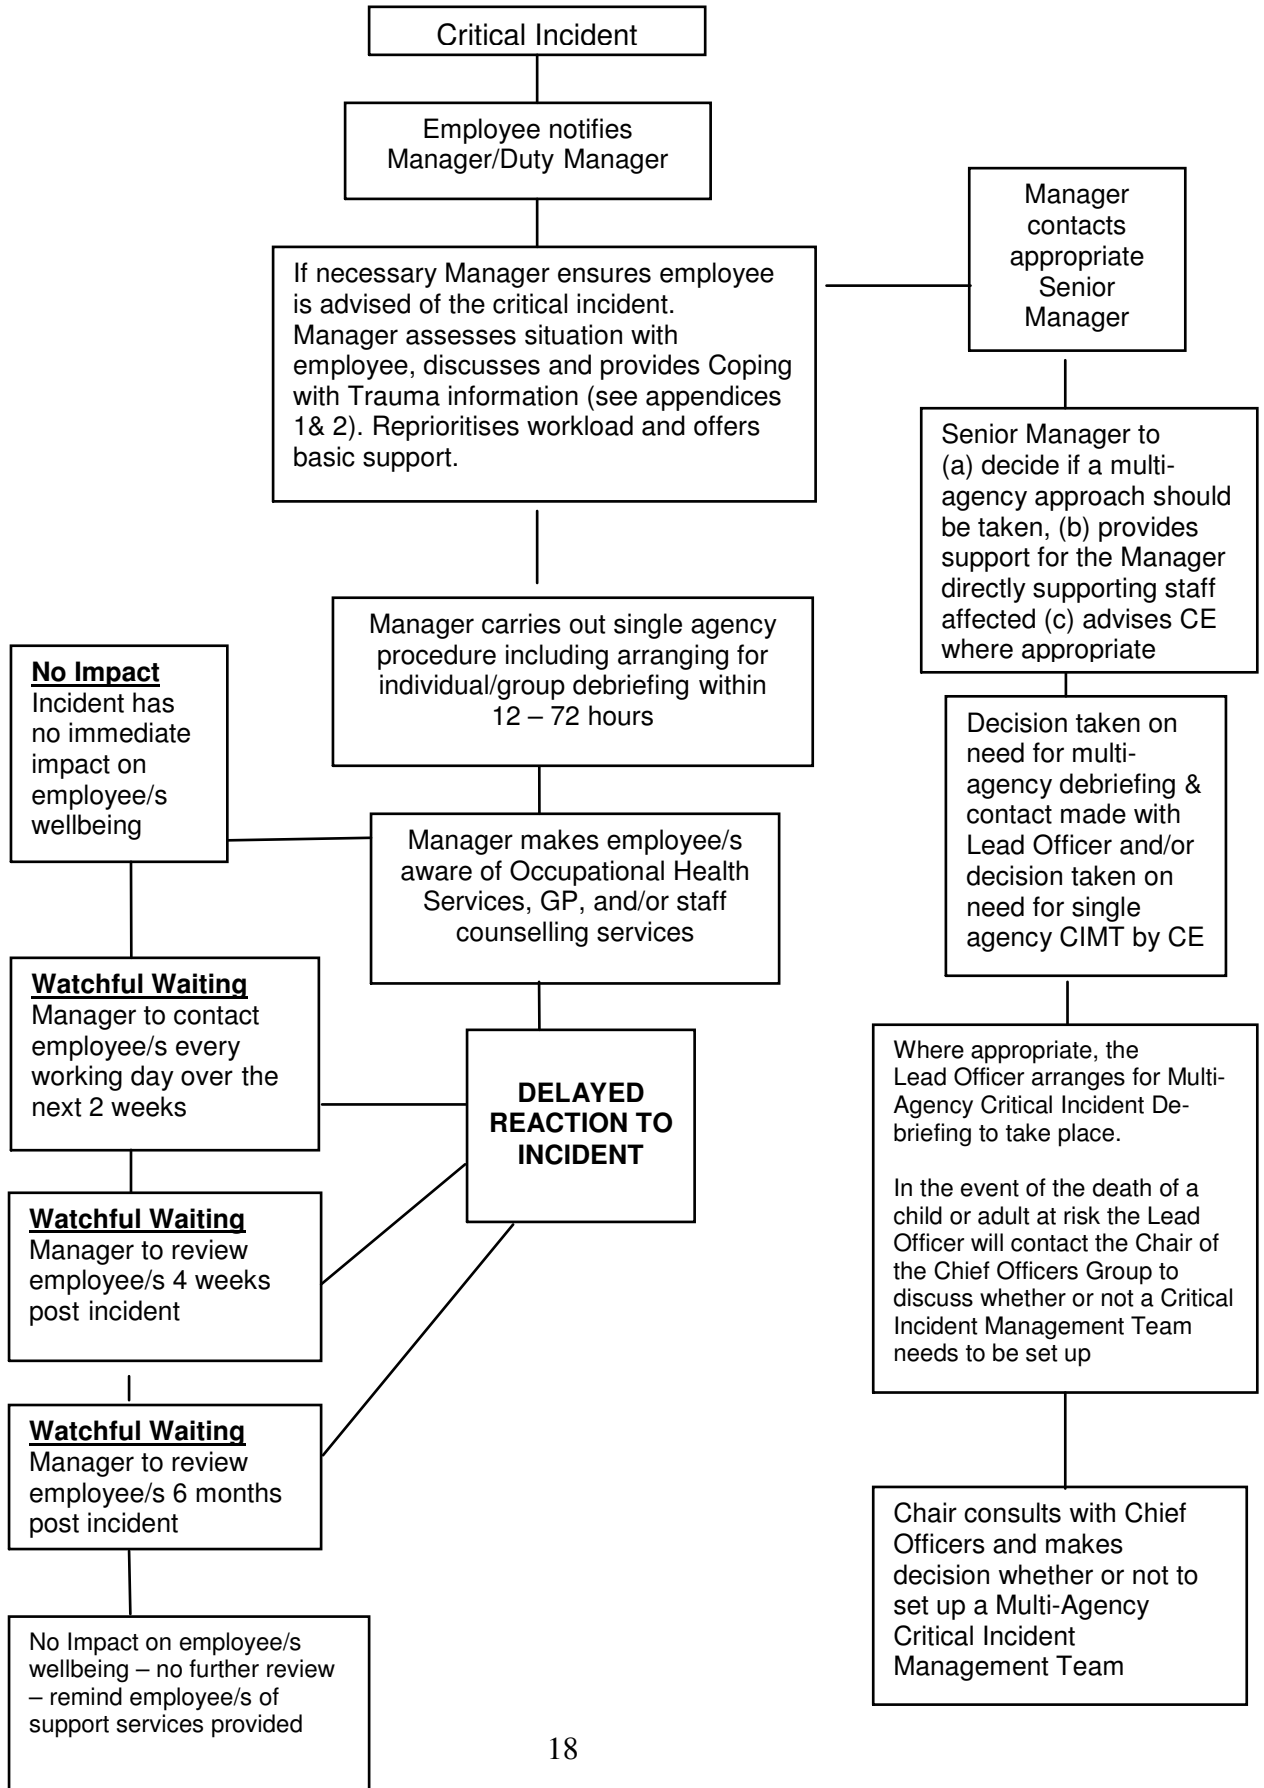 Critical Incident
Employee notifies
Manager/Duty Manager
If necessary Manager ensures employee
is advised of the critical incident.
Manager assesses situation with
employee, discusses and provides Coping
with Trauma information (see appendices
1& 2). Reprioritises workload and offers
basic support.
Manager
contacts
appropriate
Senior
Manager
Senior Manager to
(a) decide if a multi-
agency approach should
be taken, (b) provides
support for the Manager
directly supporting staff
affected (c) advises CE
where appropriate
Manager carries out single agency
procedure including arranging for
individual/group debriefing within
12 – 72 hours
No Impact
Incident has
no immediate
impact on
employee/s
wellbeing
Decision taken on
need for multi-
agency debriefing &
contact made with
Lead Officer and/or
decision taken on
need for single
agency CIMT by CE
Manager makes employee/s
aware of Occupational Health
Services, GP, and/or staff
counselling services
Watchful Waiting
Manager to contact
employee/s every
working day over the
next 2 weeks
DELAYED
REACTION TO
INCIDENT
Where appropriate, the
Lead Officer arranges for Multi-
Agency Critical Incident De-
briefing to take place.
In the event of the death of a
child or adult at risk the Lead
Officer will contact the Chair of
the Chief Officers Group to
discuss whether or not a Critical
Incident Management Team
needs to be set up
Watchful Waiting
Manager to review
employee/s 4 weeks
post incident
Watchful Waiting
Manager to review
employee/s 6 months
post incident
Chair consults with Chief
Officers and makes
decision whether or not to
set up a Multi-Agency
Critical Incident
Management Team
No Impact on employee/s
wellbeing – no further review
– remind employee/s of
support services provided
18